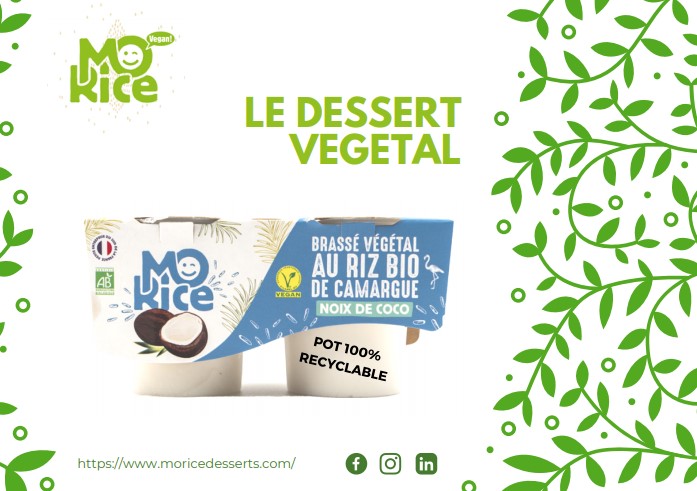 Vegan!
MO
Rice
LE DESSERT
VEGETAL
MO
Rice
AB
VEGAN
BRASSÉ VÉGÉTAL
AU RIZ BIO
DE CAMARGUE
NOIX DE COCO
POT 100%
RECYCLABLE
https://www.moricedesserts.com/
f
in